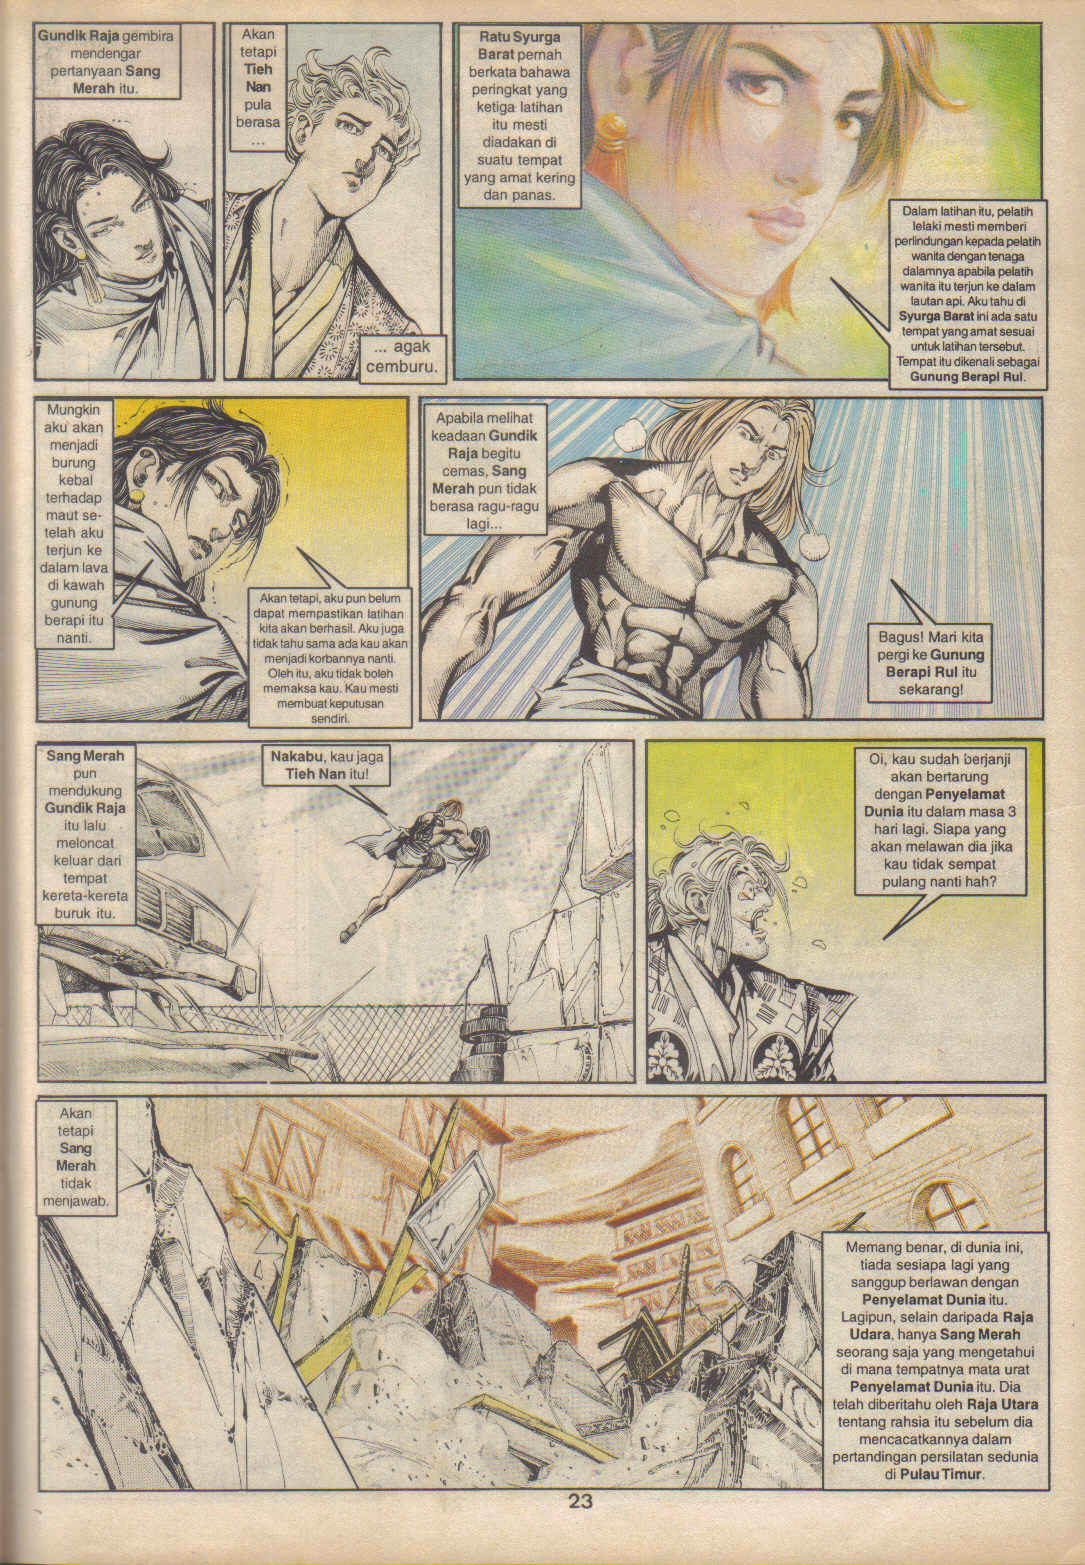 Gundik Raja gembira
mendengar
pertanyaan Sang
Merah itu.
Akan
tetapi
Tieh
Nan
pula
berasa
...
... agak
cemburu.
Ratu Syurga
Barat pernah
berkata bahawa
peringkat yang
ketiga latihan
itu mesti
diadakan di
suatu tempat
yang amat kering
dan panas.
Dalam latihan itu, pelatih
lelaki mesti memberi
perlindungan kepada pelatih
wanita dengan tenaga
dalamnya apabila pelatih
wanita itu terjun ke dalam
lautan api. Aku tahu di
Syurga Barat ini ada satu
tempat yang amat sesuai
untuk latihan tersebut.
Tempat itu dikenali sebagai
Gunung Berapi Rul.
Mungkin
aku akan
menjadi
burung
kebal
terhadap
maut se-
telah aku
terjun ke
dalam lava
di kawah
gunung
berapi itu
nanti.
Akan tetapi, aku pun belum
dapat mempastikan latihan
kita akan berhasil. Aku juga
tidak tahu sama ada kau akan
menjadi korbannya nanti.
Oleh itu, aku tidak boleh
memaksa kau. Kau mesti
membuat keputusan
sendiri.
Apabila melihat
keadaan Gundik
Raja begitu
cemas, Sang
Merah pun tidak
berasa ragu-ragu
lagi...
Bagus! Mari kita
pergi ke Gunung
Berapi Rul itu
sekarang!
Sang Merah
pun
mendukung
Gundik Raja
itu lalu
meloncat
keluar dari
tempat
kereta-kereta
buruk itu.
Nakabu, kau jaga
Tieh Nan itu!
Oi, kau sudah berjanji
akan bertarung
dengan Penyelamat
Dunia itu dalam masa 3
hari lagi. Siapa yang
akan melawan dia jika
kau tidak sempat
pulang nanti hah?
Akan
tetapi
Sang
Merah
tidak
menjawab.
Memang benar, di dunia ini,
tiada sesiapa lagi yang
sanggup berlawan dengan
Penyelamat Dunia itu.
Lagipun, selain daripada Raja
Udara, hanya Sang Merah
seorang saja yang mengetahui
di mana tempatnya mata urat
Penyelamat Dunia itu. Dia
telah diberitahu oleh Raja Utara
tentang rahsia itu sebelum dia
mencacatkannya dalam
pertandingan persilatan sedunia
di Pulau Timur.
23